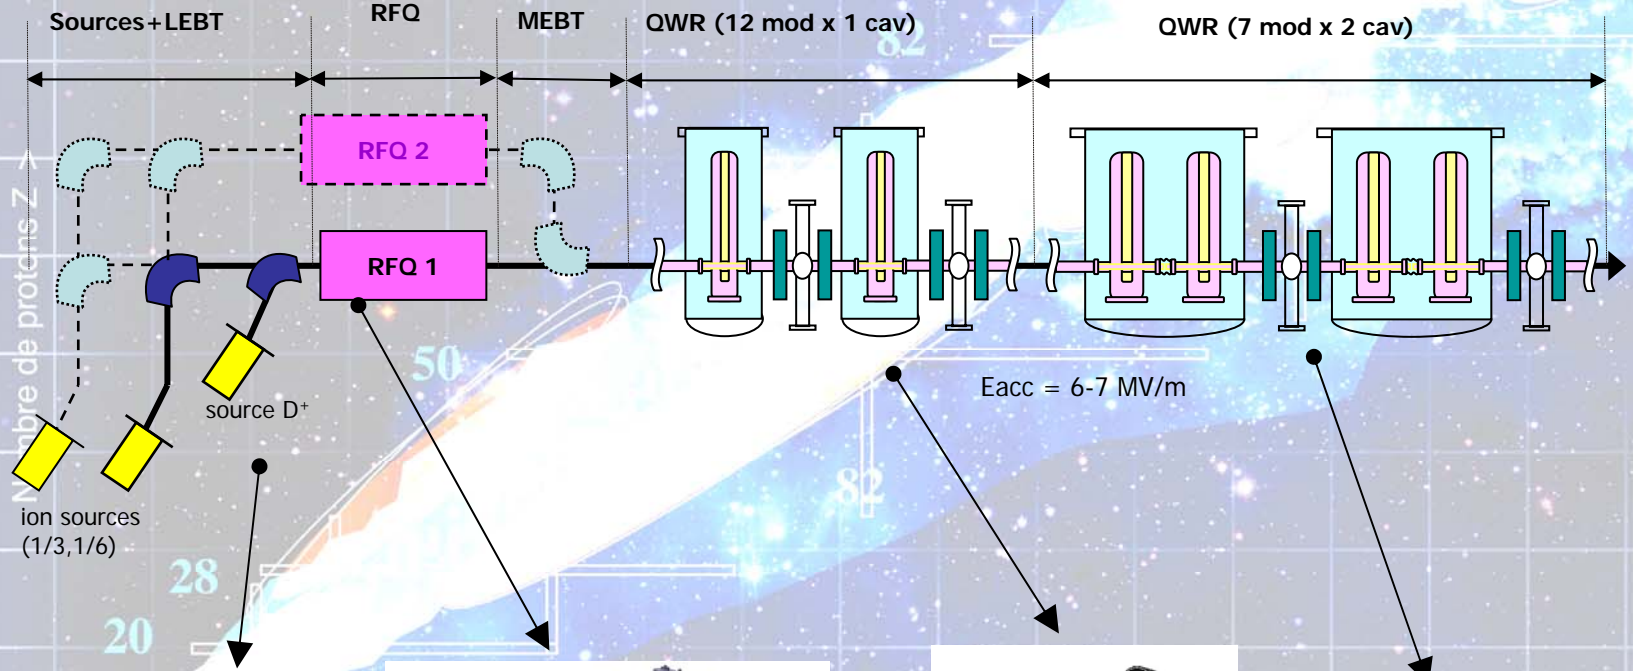 Sources+LEBT
RFQ
MEBT
QWR (12 mod x 1 cav)
QWR (7 mod x 2 cav)
82
RFQ 2
RFQ 1
Nombre de protons Z >
50
source D+
Eacc = 6-7 MV/m
82
ion sources
(1/3,1/6)
28
20